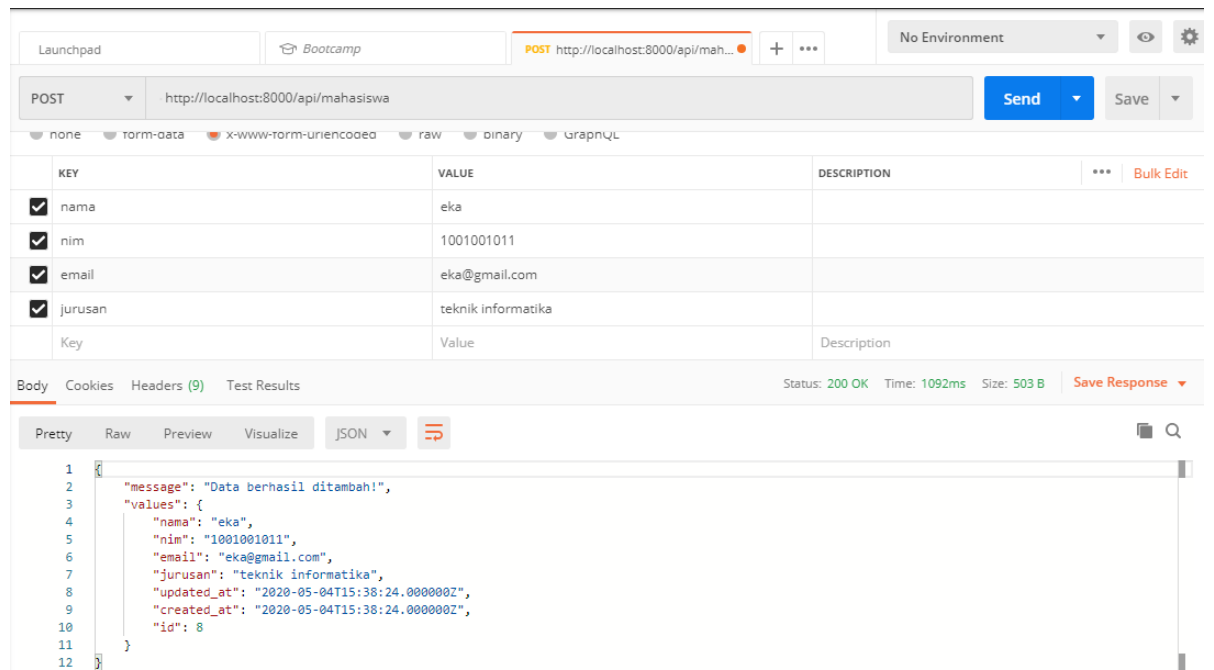 Launchpad Bootcamp POST http://localhost:8000/api/mah... + ••• No Environment
POST http://localhost:8000/api/mahasiswa Send Save
none form-data x-www-form-urlencoded raw binary GraphQL
KEY VALUE DESCRIPTION ••• Bulk Edit
nama eka
nim 1001001011
email eka@gmail.com
jurusan teknik informatika
Key Value Description
Body Cookies Headers (9) Test Results Status: 200 OK Time: 1092ms Size: 503 B Save Response
Pretty Raw Preview Visualize JSON
1 {
2 "message": "Data berhasil ditambah!",
3 "values": {
4 "nama": "eka",
5 "nim": "1001001011",
6 "email": "eka@gmail.com",
7 "jurusan": "teknik informatika",
8 "updated_at": "2020-05-04T15:38:24.000000Z",
9 "created_at": "2020-05-04T15:38:24.000000Z",
10 "id": 8
11 }
12 }